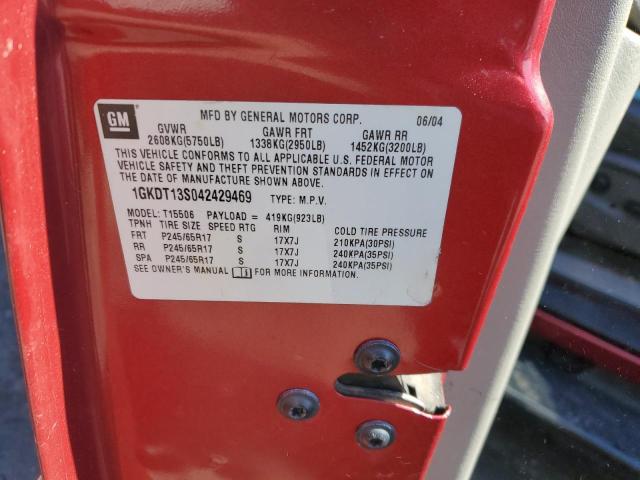 GM
MFD BY GENERAL MOTORS CORP. 06/04
GVWR GAWR FRT GAWR RR
2608KG(5750LB) 1338KG(2950LB) 1452KG(3200LB)
THIS VEHICLE CONFORMS TO ALL APPLICABLE U.S. FEDERAL MOTOR
VEHICLE SAFETY AND THEFT PREVENTION STANDARDS IN EFFECT ON
THE DATE OF MANUFACTURE SHOWN ABOVE.
1GKDT13S042429469 TYPE: M.P.V.
MODEL: T15506 PAYLOAD = 419KG(923LB)
TPNH TIRE SIZE SPEED RTG RIM COLD TIRE PRESSURE
FRT P245/65R17 S 17X7J 210KPA(30PSI)
RR P245/65R17 S 17X7J 240KPA(35PSI)
SPA P245/65R17 S 17X7J 240KPA(35PSI)
SEE OWNER'S MANUAL FOR MORE INFORMATION.